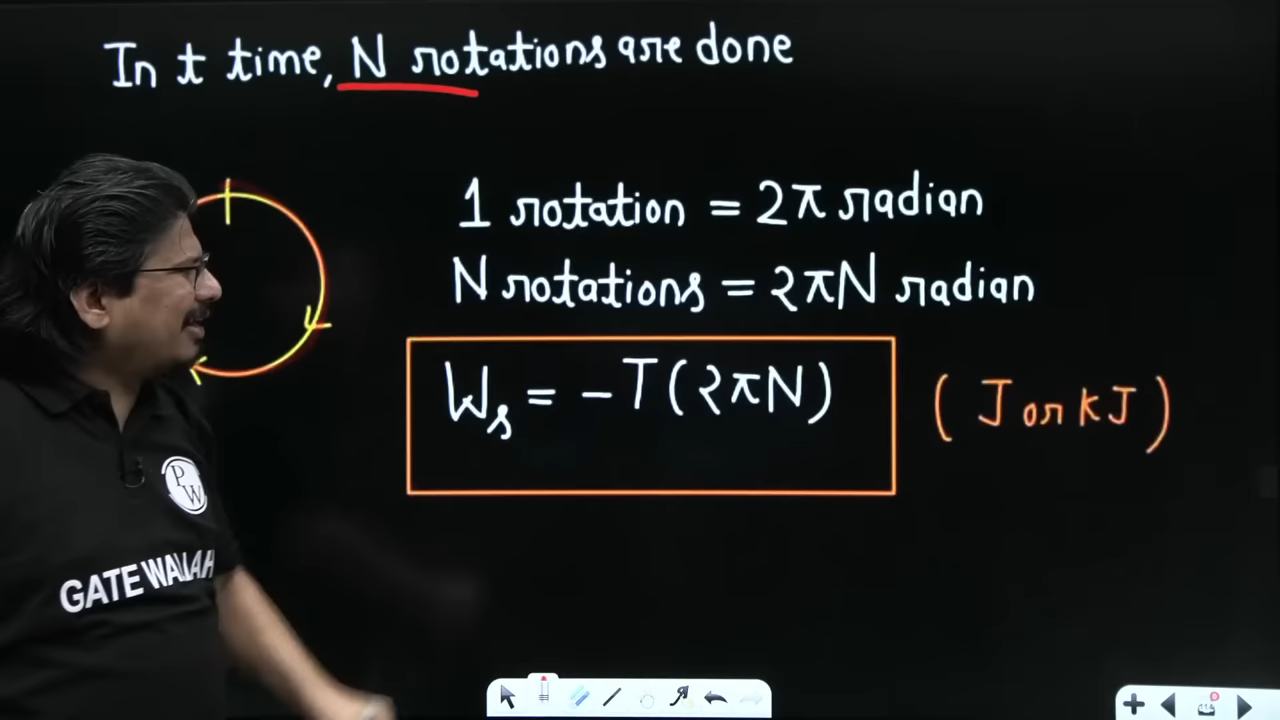 In t time, N rotations are done
1 rotation = 2π radian
N rotations = 2πN radian
Wₛ = -T(2πN) (J or kJ)
PW
GATE WALLAH